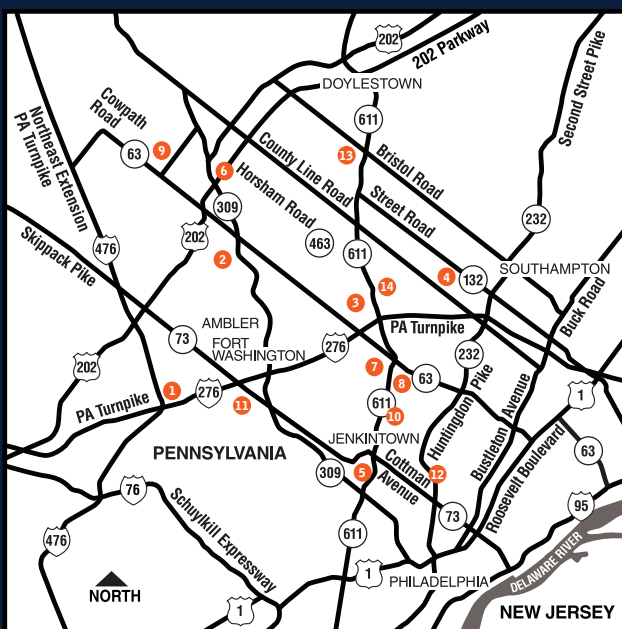 202
202 Parkway
Second Street Pike
DOYLESTOWN
611
Cowpath
Road
63
9
Northeast Extension
PA Turnpike
13
Bristol Road
County Line Road
6
Horsham Road
Street Road
309
463
232
202
476
2
611
Skippack Pike
4
132
SOUTHAMPTON
14
3
Buck Road
AMBLER
FORT
WASHINGTON
73
PA Turnpike
276
232
202
7
8
63
1
PA Turnpike
276
11
611
10
Huntingdon Pike
Bustleton Avenue
1
JENKINTOWN
PENNSYLVANIA
Cottman
Avenue
Roosevelt Boulevard
63
309
5
12
76
Schuylkill Expressway
73
95
476
611
1
PHILADELPHIA
DELAWARE RIVER
NORTH
1
NEW JERSEY